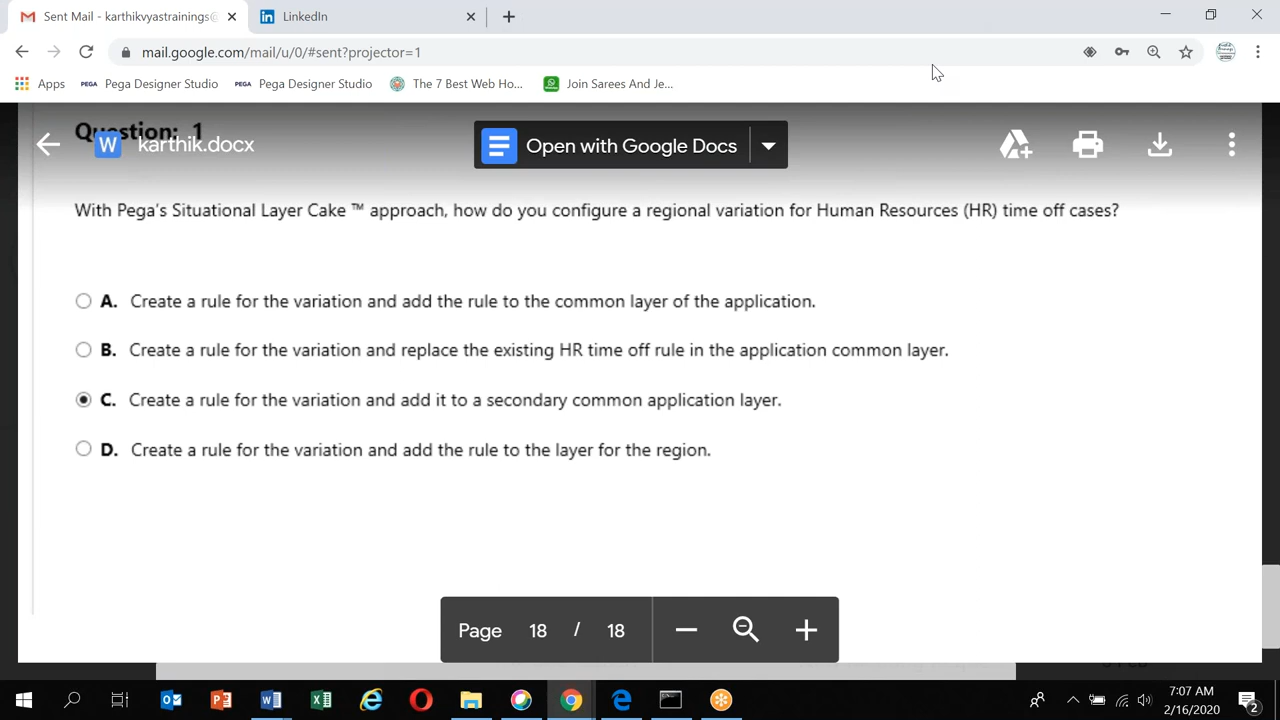 Sent Mail - karthikvyastrainings@
LinkedIn
mail.google.com/mail/u/0/#sent?projector=1
Apps
PEGA Pega Designer Studio
PEGA Pega Designer Studio
The 7 Best Web Ho...
Join Sarees And Je...
Question: 1
W karthik.docx
Open with Google Docs
With Pega's Situational Layer Cake ™ approach, how do you configure a regional variation for Human Resources (HR) time off cases?
A. Create a rule for the variation and add the rule to the common layer of the application.
B. Create a rule for the variation and replace the existing HR time off rule in the application common layer.
C. Create a rule for the variation and add it to a secondary common application layer.
D. Create a rule for the variation and add the rule to the layer for the region.
Page 18 / 18
7:07 AM
2/16/2020
2